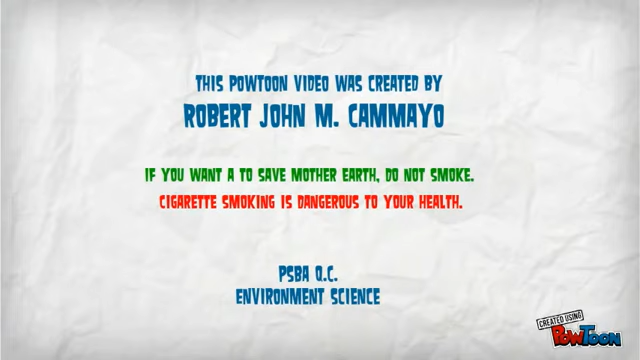 THIS POWTOON VIDEO WAS CREATED BY
ROBERT JOHN M. CAMMAYO
IF YOU WANT A TO SAVE MOTHER EARTH, DO NOT SMOKE.
CIGARETTE SMOKING IS DANGEROUS TO YOUR HEALTH.
PSBA Q.C.
ENVIRONMENT SCIENCE
CREATED USING
POWTOON